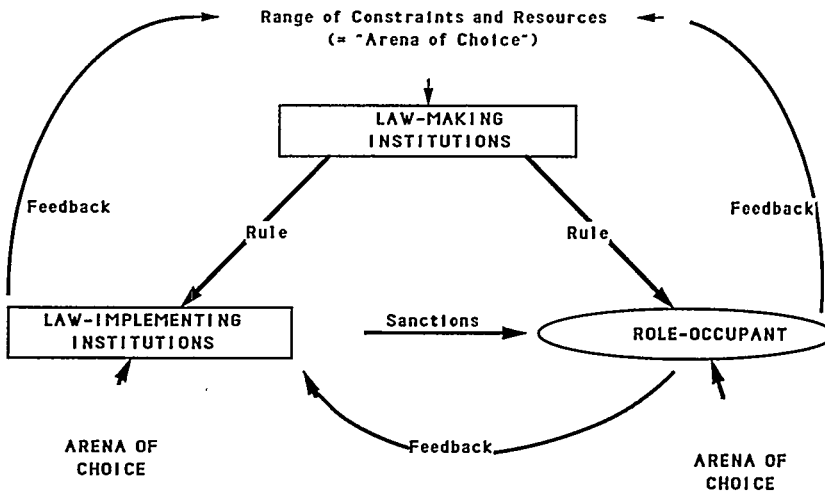 Range of Constraints and Resources
(= "Arena of Choice")
LAW-MAKING
INSTITUTIONS
Feedback
Feedback
Rule
Rule
LAW-IMPLEMENTING
INSTITUTIONS
Sanctions
ROLE-OCCUPANT
Feedback
ARENA OF
CHOICE
ARENA OF
CHOICE